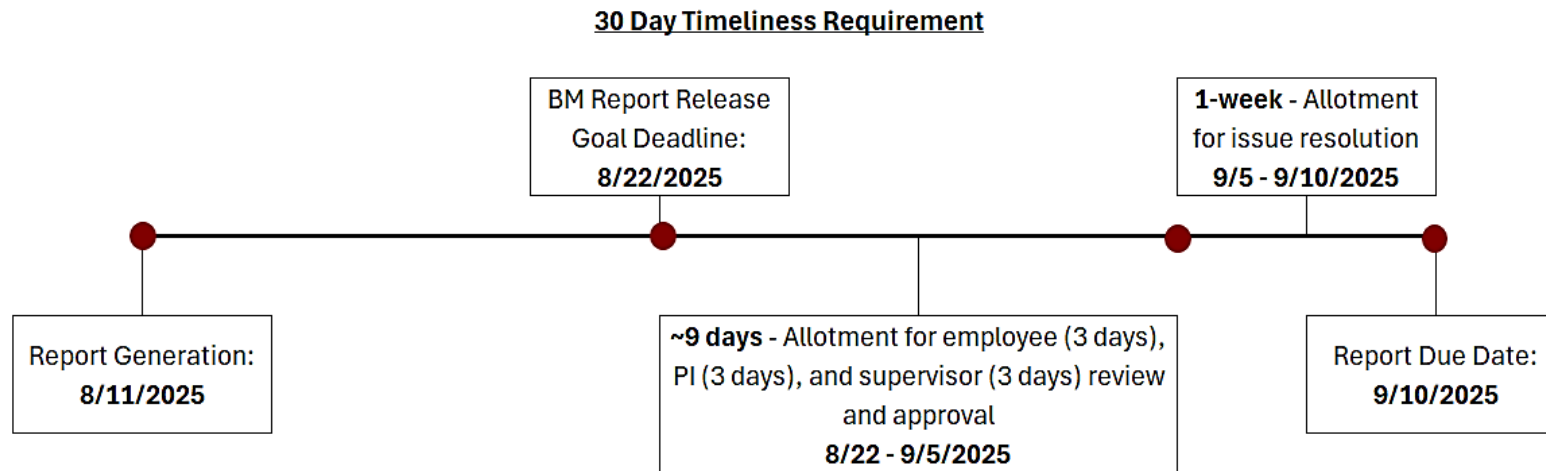 30 Day Timeliness Requirement
BM Report Release
Goal Deadline:
8/22/2025
1-week - Allotment
for issue resolution
9/5 - 9/10/2025
Report Generation:
8/11/2025
~9 days - Allotment for employee (3 days),
PI (3 days), and supervisor (3 days) review
and approval
8/22 - 9/5/2025
Report Due Date:
9/10/2025